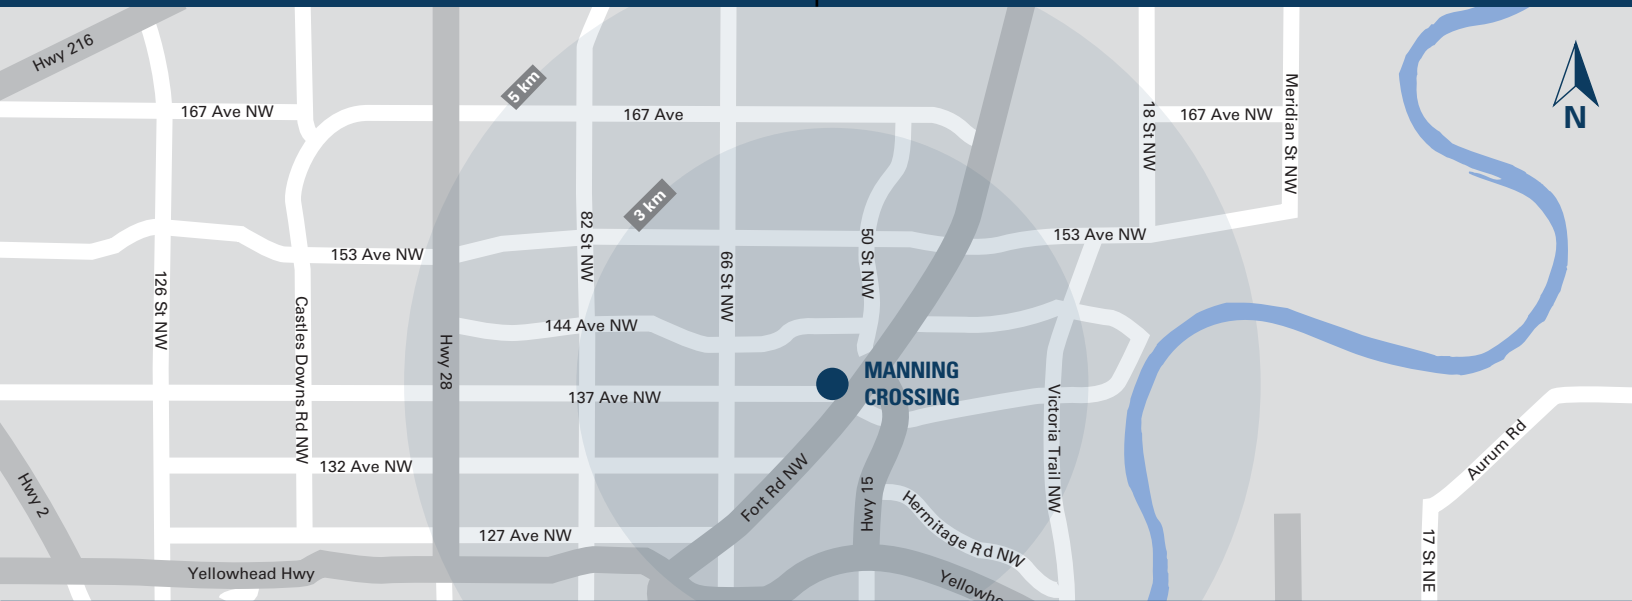 Hwy 216
5 km
167 Ave NW
167 Ave
18 St NW
167 Ave NW
Meridian St NW
N
3 km
82 St NW
50 St NW
153 Ave NW
153 Ave NW
66 St NW
126 St NW
Castles Downs Rd NW
144 Ave NW
Hwy 28
MANNING
CROSSING
137 Ave NW
Victoria Trail NW
132 Ave NW
Aurum Rd
Hwy 2
Fort Rd NW
Hwy 15
Hermitage Rd NW
127 Ave NW
17 St NE
Yellowhead Hwy
Yellowhe